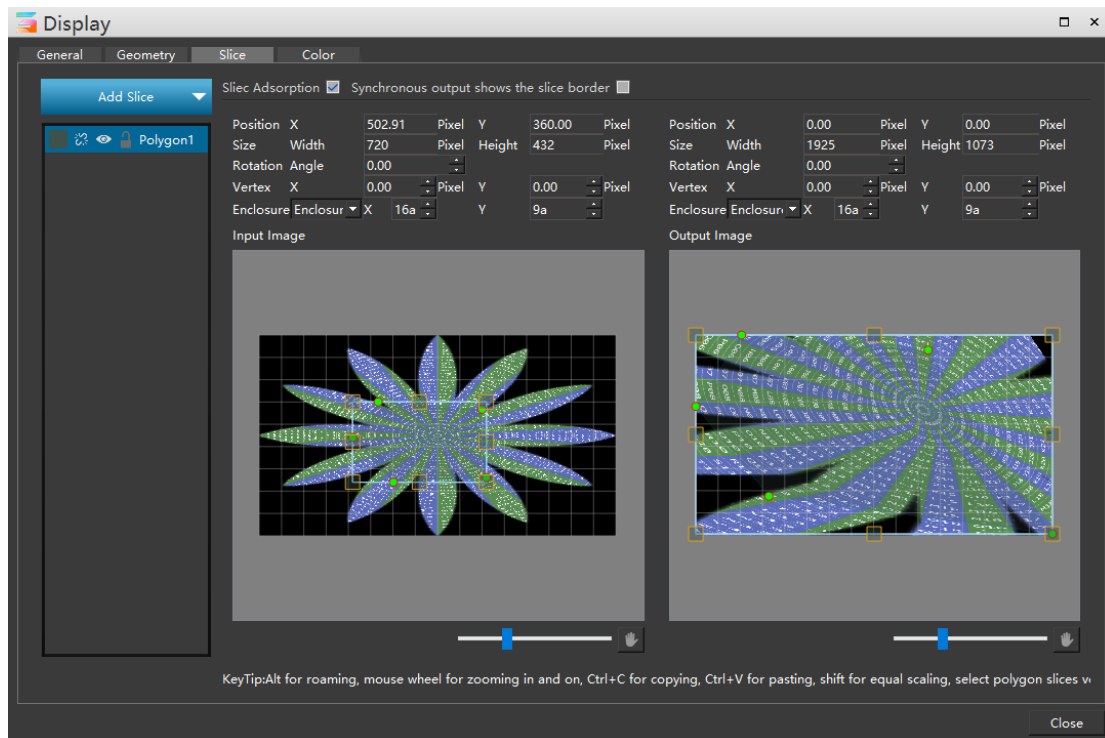 Display
General Geometry Slice Color
Add Slice
Polygon1
Sliec Adsorption Synchronous output shows the slice border
Position X 502.91 Pixel Y 360.00 Pixel
Size Width 720 Pixel Height 432 Pixel
Rotation Angle 0.00
Vertex X 0.00 Pixel Y 0.00 Pixel
Enclosure Enclosur X 16a Y 9a
Input Image
Position X 0.00 Pixel Y 0.00 Pixel
Size Width 1925 Pixel Height 1073 Pixel
Rotation Angle 0.00
Vertex X 0.00 Pixel Y 0.00 Pixel
Enclosure Enclosur X 16a Y 9a
Output Image
KeyTip:Alt for roaming, mouse wheel for zooming in and on, Ctrl+C for copying, Ctrl+V for pasting, shift for equal scaling, select polygon slices
Close